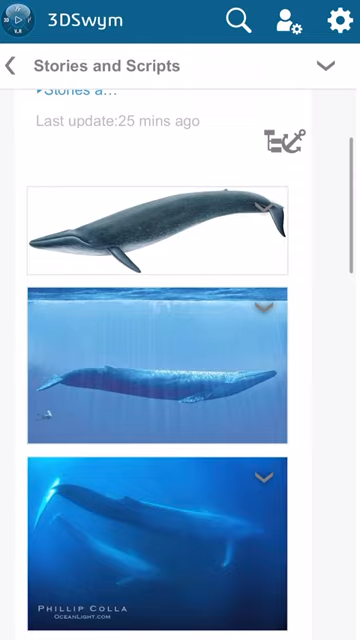 3DSwym
Stories and Scripts
Stories a...
Last update:25 mins ago
PHILLIP COLLA
OCEANLIGHT.COM